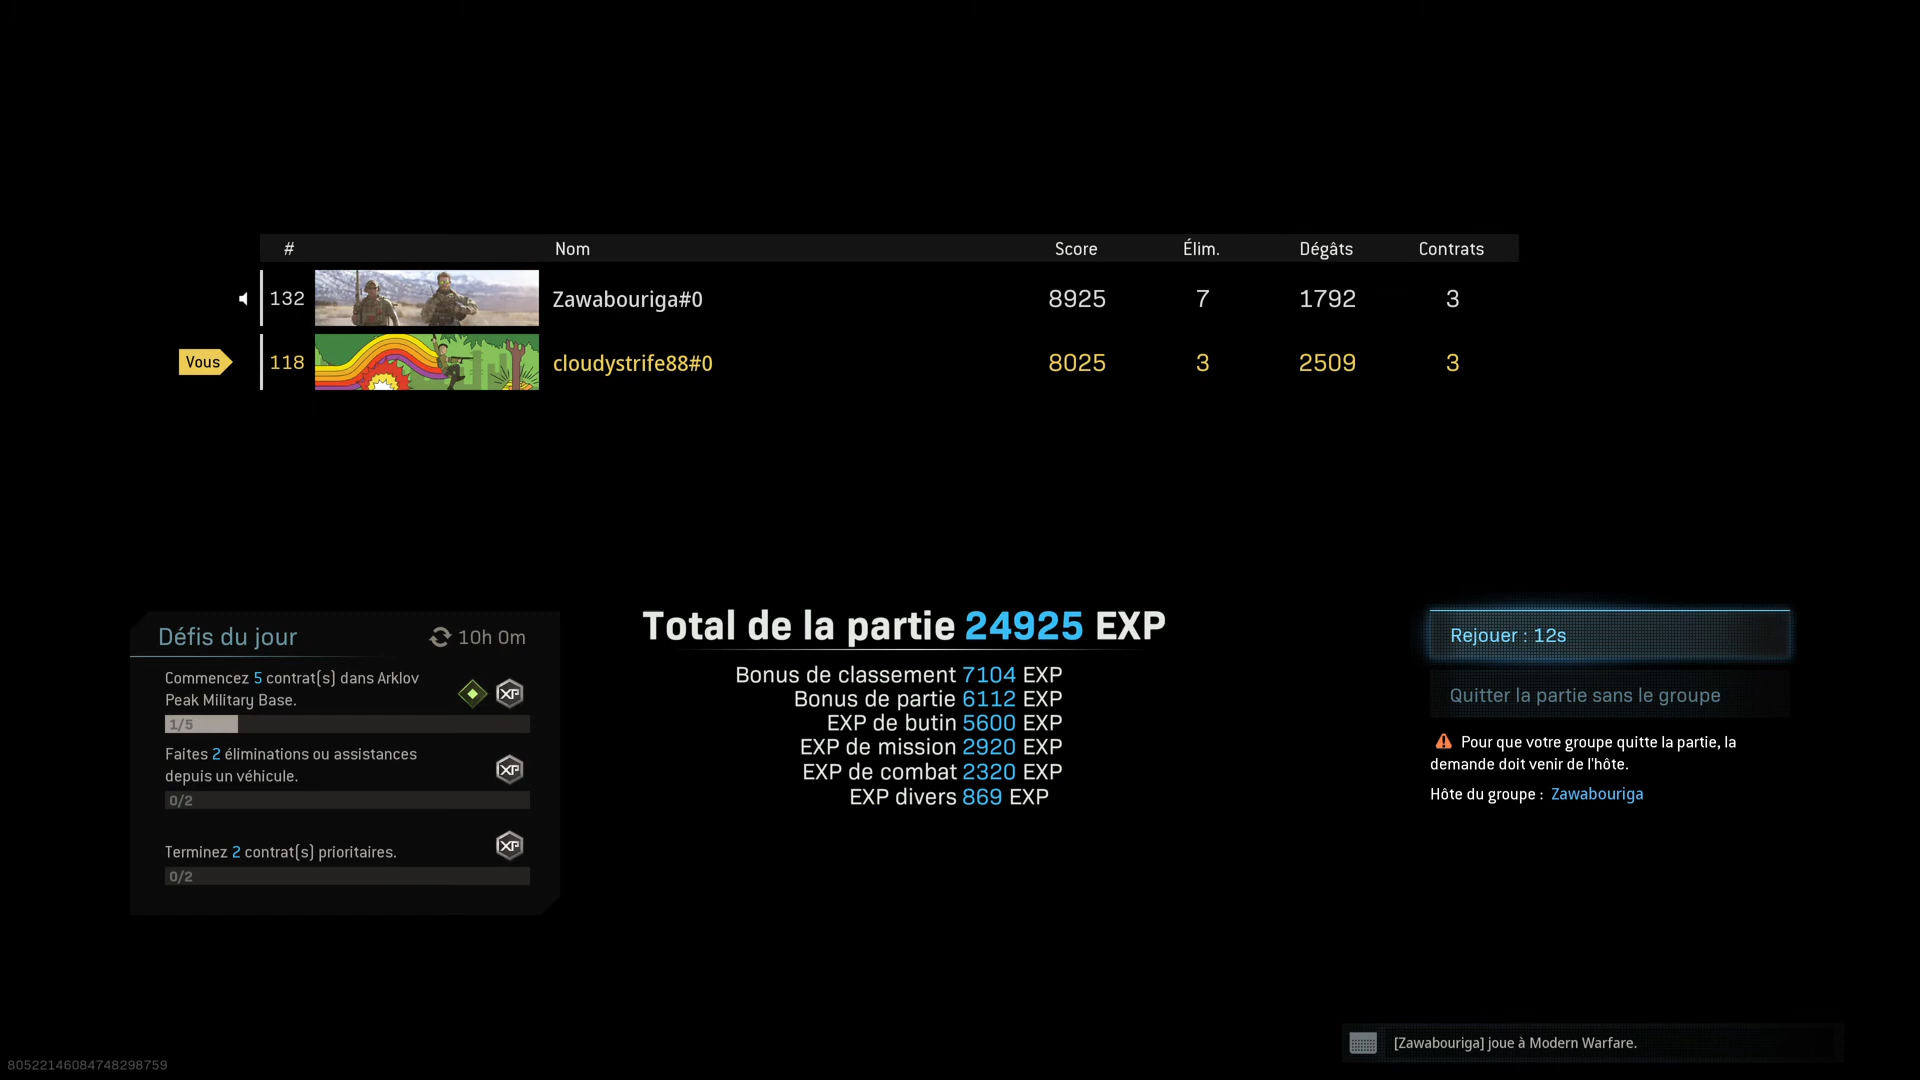 # Nom Score Élim. Dégâts Contrats
132 Zawabouriga#0 8925 7 1792 3
Vous 118 cloudystrife88#0 8025 3 2509 3
Défis du jour 10h 0m
Commencez 5 contrat(s) dans Arklov
Peak Military Base.
XP
1/5
Faites 2 éliminations ou assistances
depuis un véhicule.
XP
0/2
Terminez 2 contrat(s) prioritaires.
XP
0/2
Total de la partie 24925 EXP
Bonus de classement 7104 EXP
Bonus de partie 6112 EXP
EXP de butin 5600 EXP
EXP de mission 2920 EXP
EXP de combat 2320 EXP
EXP divers 869 EXP
Rejouer : 12s
Quitter la partie sans le groupe
Pour que votre groupe quitte la partie, la
demande doit venir de l'hôte.
Hôte du groupe : Zawabouriga
[Zawabouriga] joue à Modern Warfare.
80522146084748298759